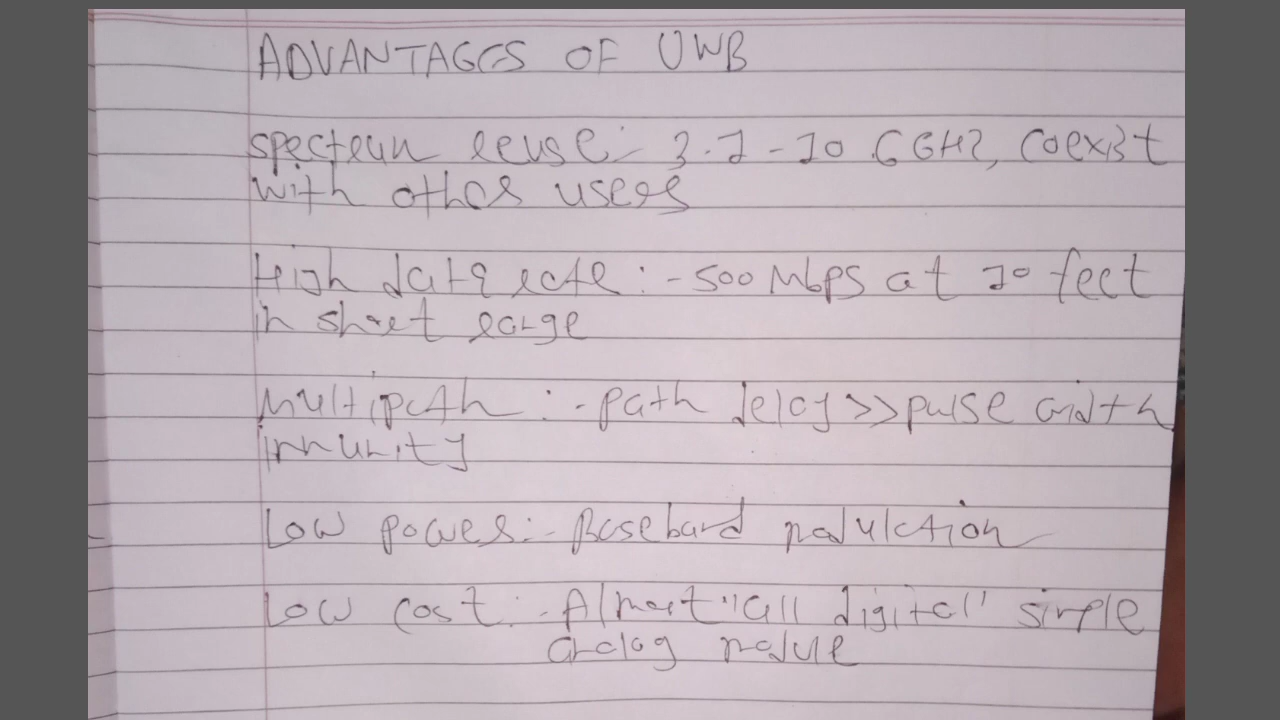 ADVANTAGES OF UWB
spectrum reuse:- 3.1-10.6GHz, coexist
with other users
High data rate :- 500 Mbps at 10 feet
in short range
Multipath :- path delay >> pulse width
immunity
Low power:- Baseband modulation
Low cost :- Almost "all digital" simple
analog module